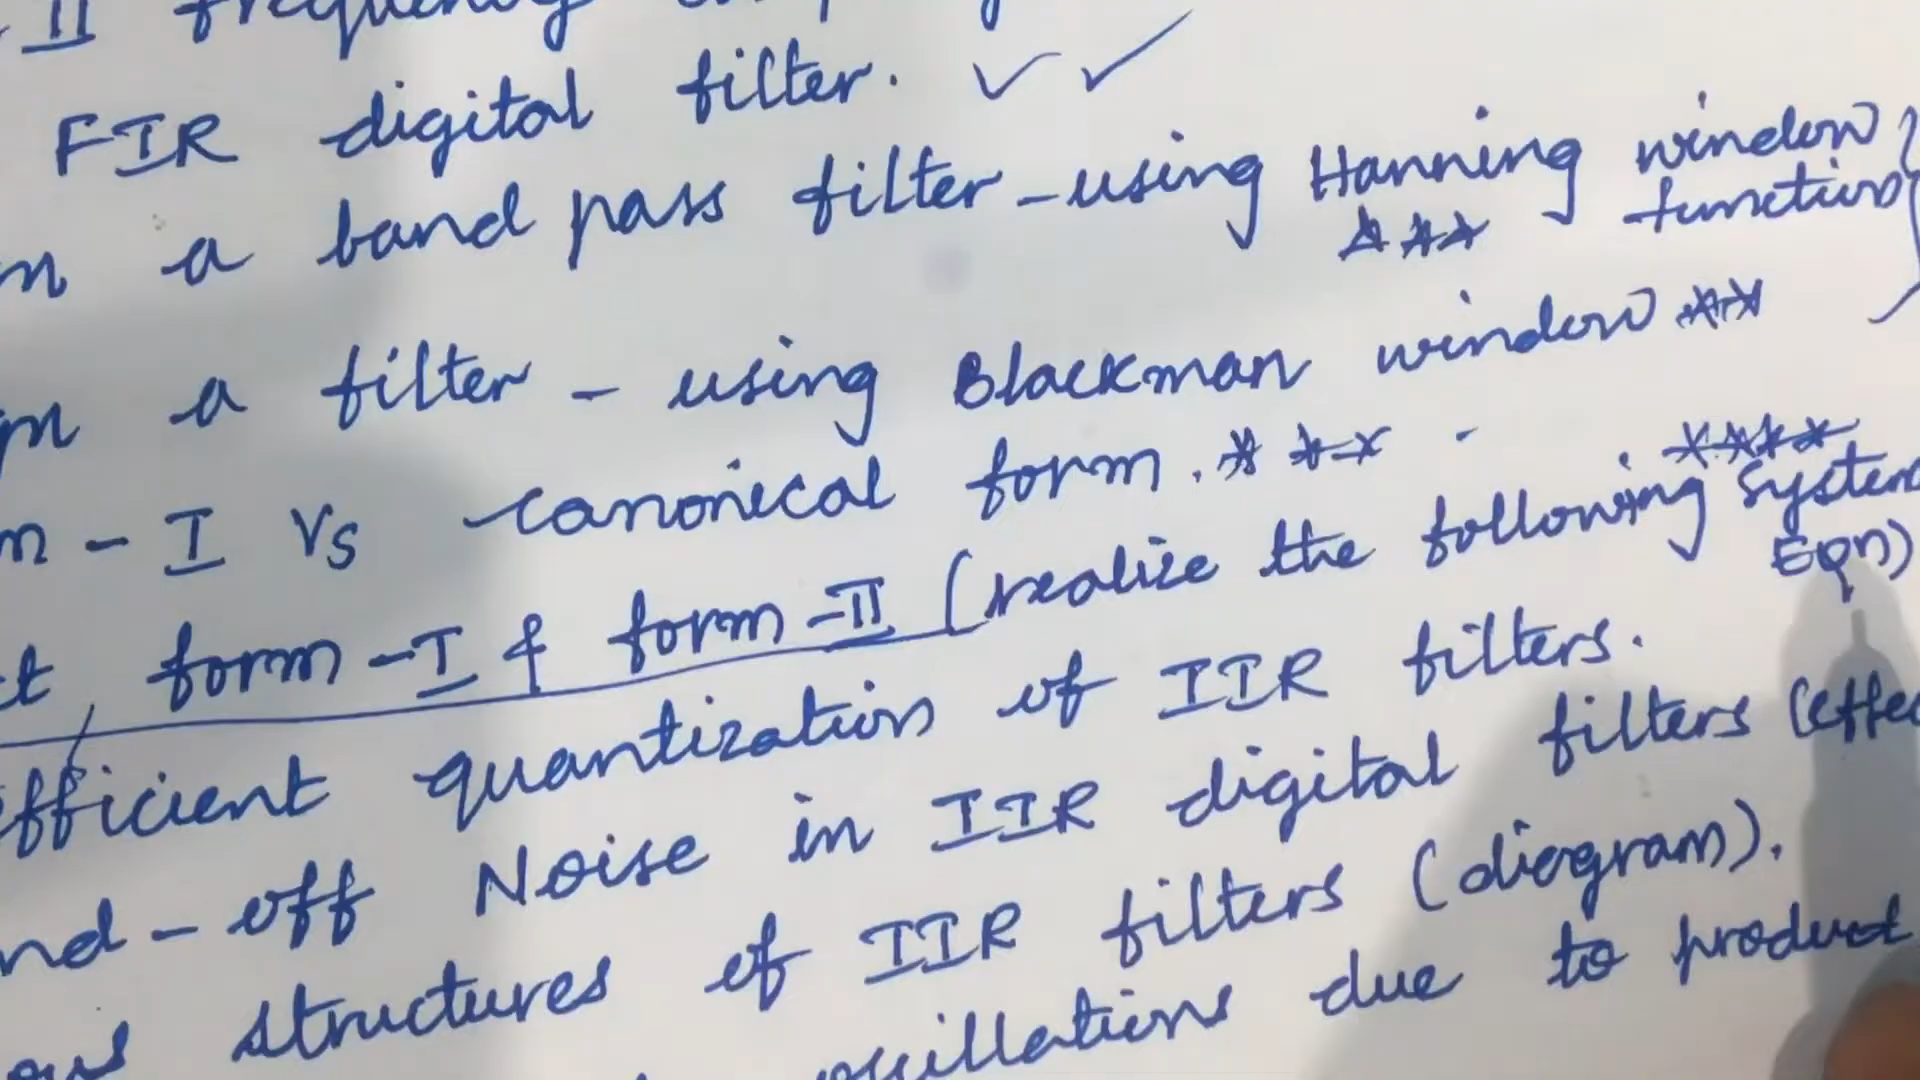 II frequency
FIR digital filter. ✓ ✓
a band pass filter - using Hanning window
*** function
a filter - using Blackman window **
- I Vs canonical form. ***
****
form - I & form - II (realize the following system
Eqn)
efficient quantization of IIR filters.
nd - off Noise in IIR digital filters (effec
structures of IIR filters (diagram).
oscillations due to product